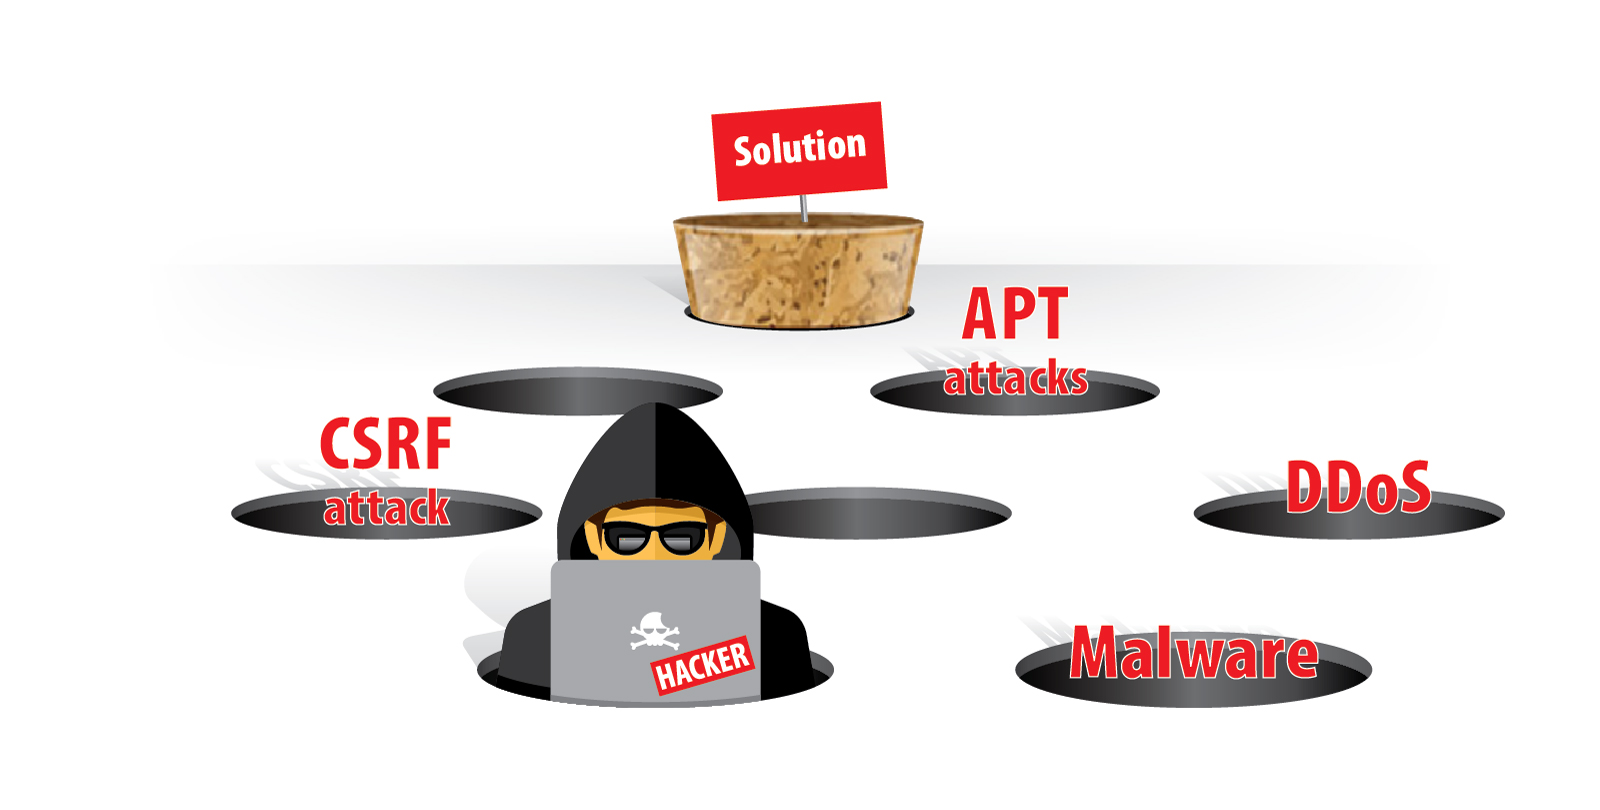 Solution
APT
attacks
CSRF
attack
DDoS
Malware
HACKER